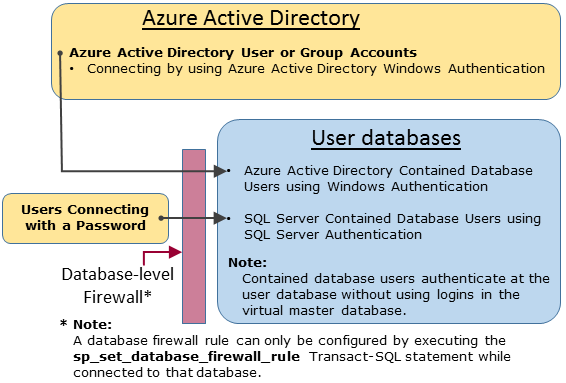 Azure Active Directory
Azure Active Directory User or Group Accounts
• Connecting by using Azure Active Directory Windows Authentication
User databases
• Azure Active Directory Contained Database
Users using Windows Authentication
Users Connecting
with a Password
• SQL Server Contained Database Users using
SQL Server Authentication
Note:
Contained database users authenticate at the
user database without using logins in the
virtual master database.
Database-level
Firewall*
* Note:
A database firewall rule can only be configured by executing the
sp_set_database_firewall_rule Transact-SQL statement while
connected to that database.